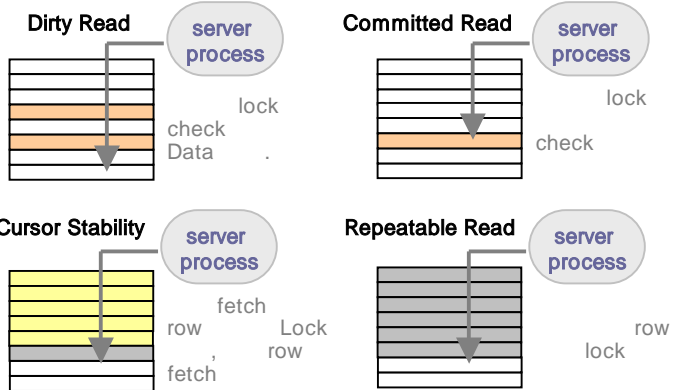 Dirty Read
server
process
lock
check
Data .
Committed Read
server
process
lock
check
Cursor Stability
server
process
fetch
row Lock
, row
fetch
Repeatable Read
server
process
row
lock